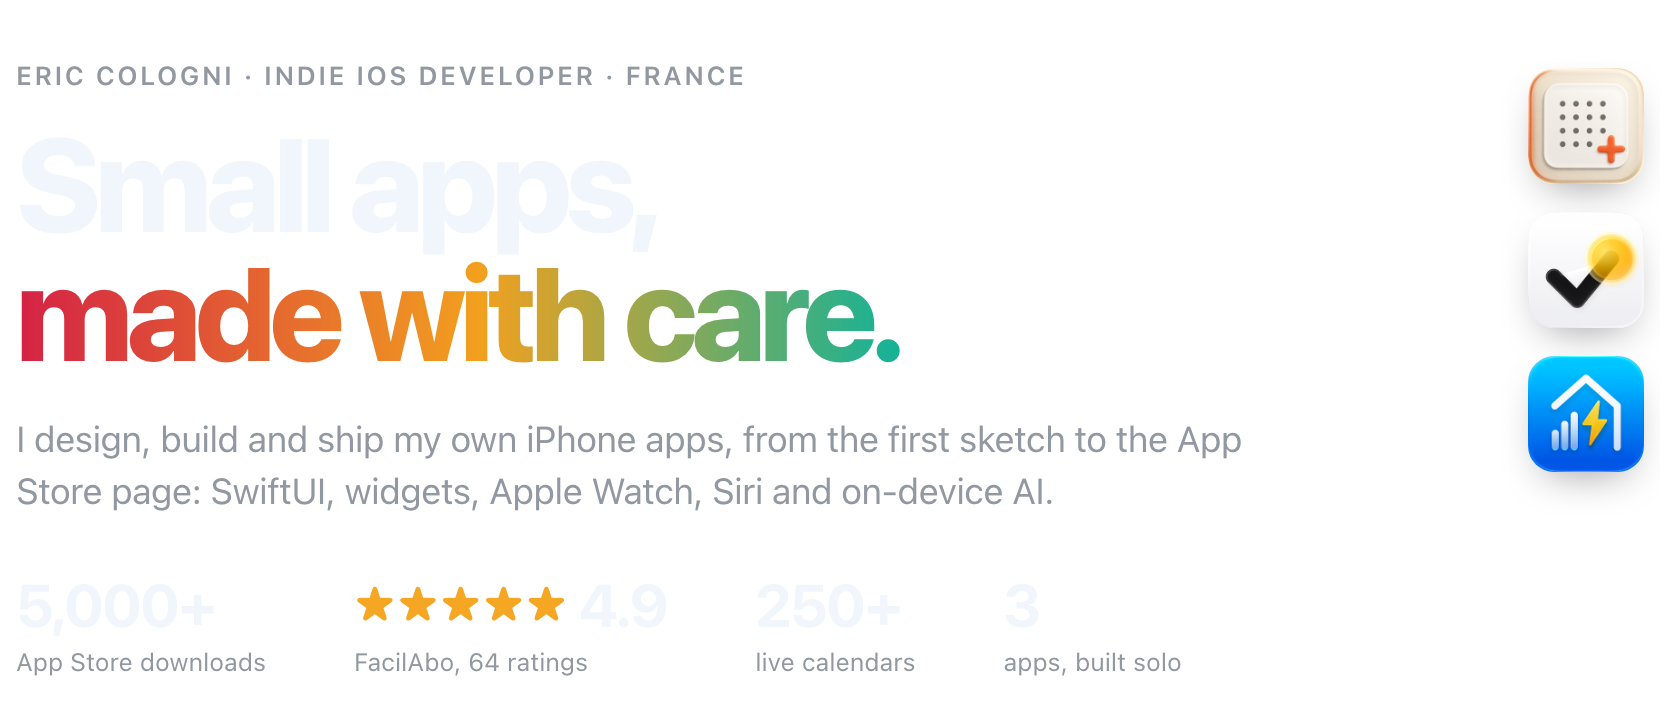 ERIC COLOGNI · INDIE IOS DEVELOPER · FRANCE
Small apps,
made with care.
I design, build and ship my own iPhone apps, from the first sketch to the App
Store page: SwiftUI, widgets, Apple Watch, Siri and on-device AI.
5,000+ ★★★★★ 4.9 250+ 3
App Store downloads FacilAbo, 64 ratings live calendars apps, built solo